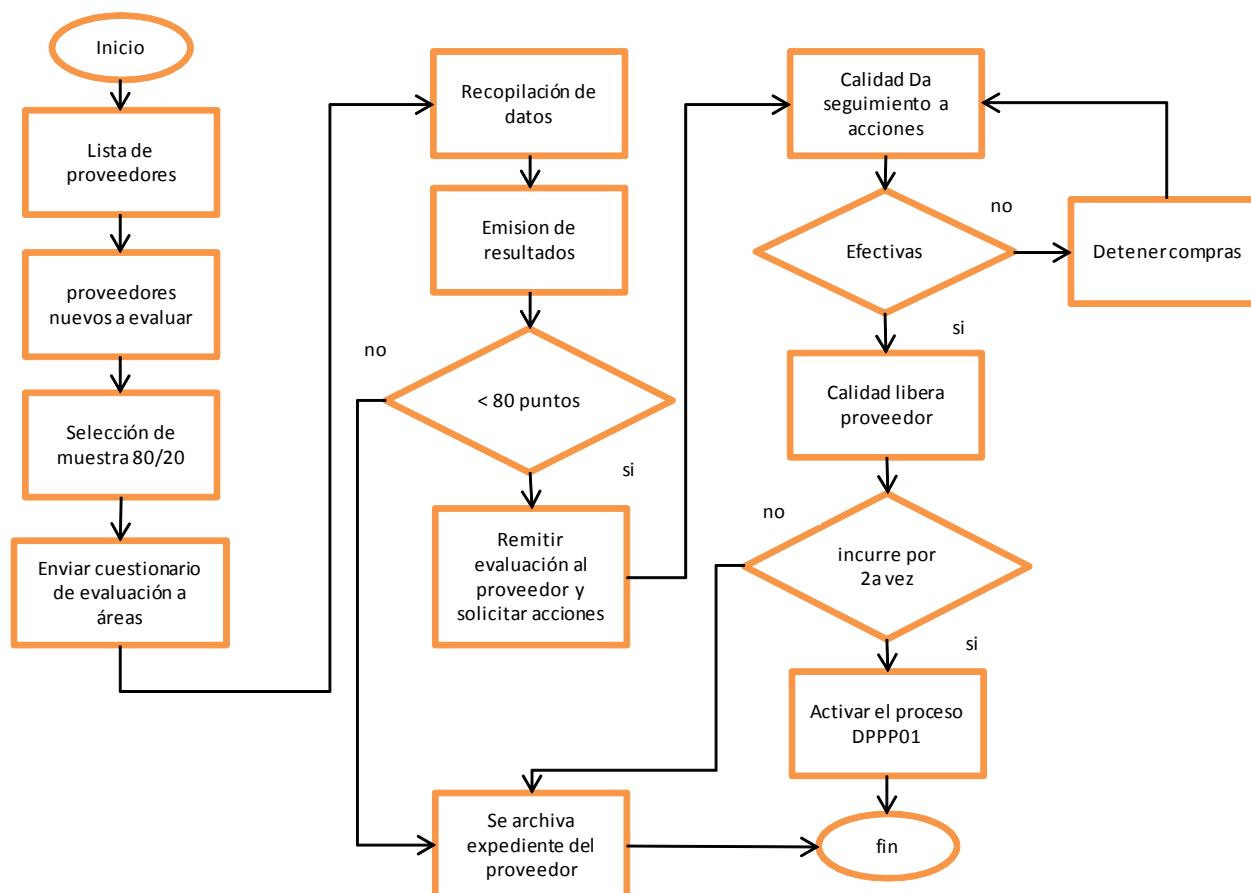 Inicio
Lista de
proveedores
proveedores
nuevos a evaluar
Selección de
muestra 80/20
Enviar cuestionario
de evaluación a
áreas
Recopilación de
datos
Emision de
resultados
no
< 80 puntos
si
Remitir
evaluación al
proveedor y
solicitar acciones
Se archiva
expediente del
proveedor
Calidad Da
seguimiento a
acciones
no
Efectivas
Detener compras
si
Calidad libera
proveedor
no
incurre por
2a vez
si
Activar el proceso
DPPP01
fin